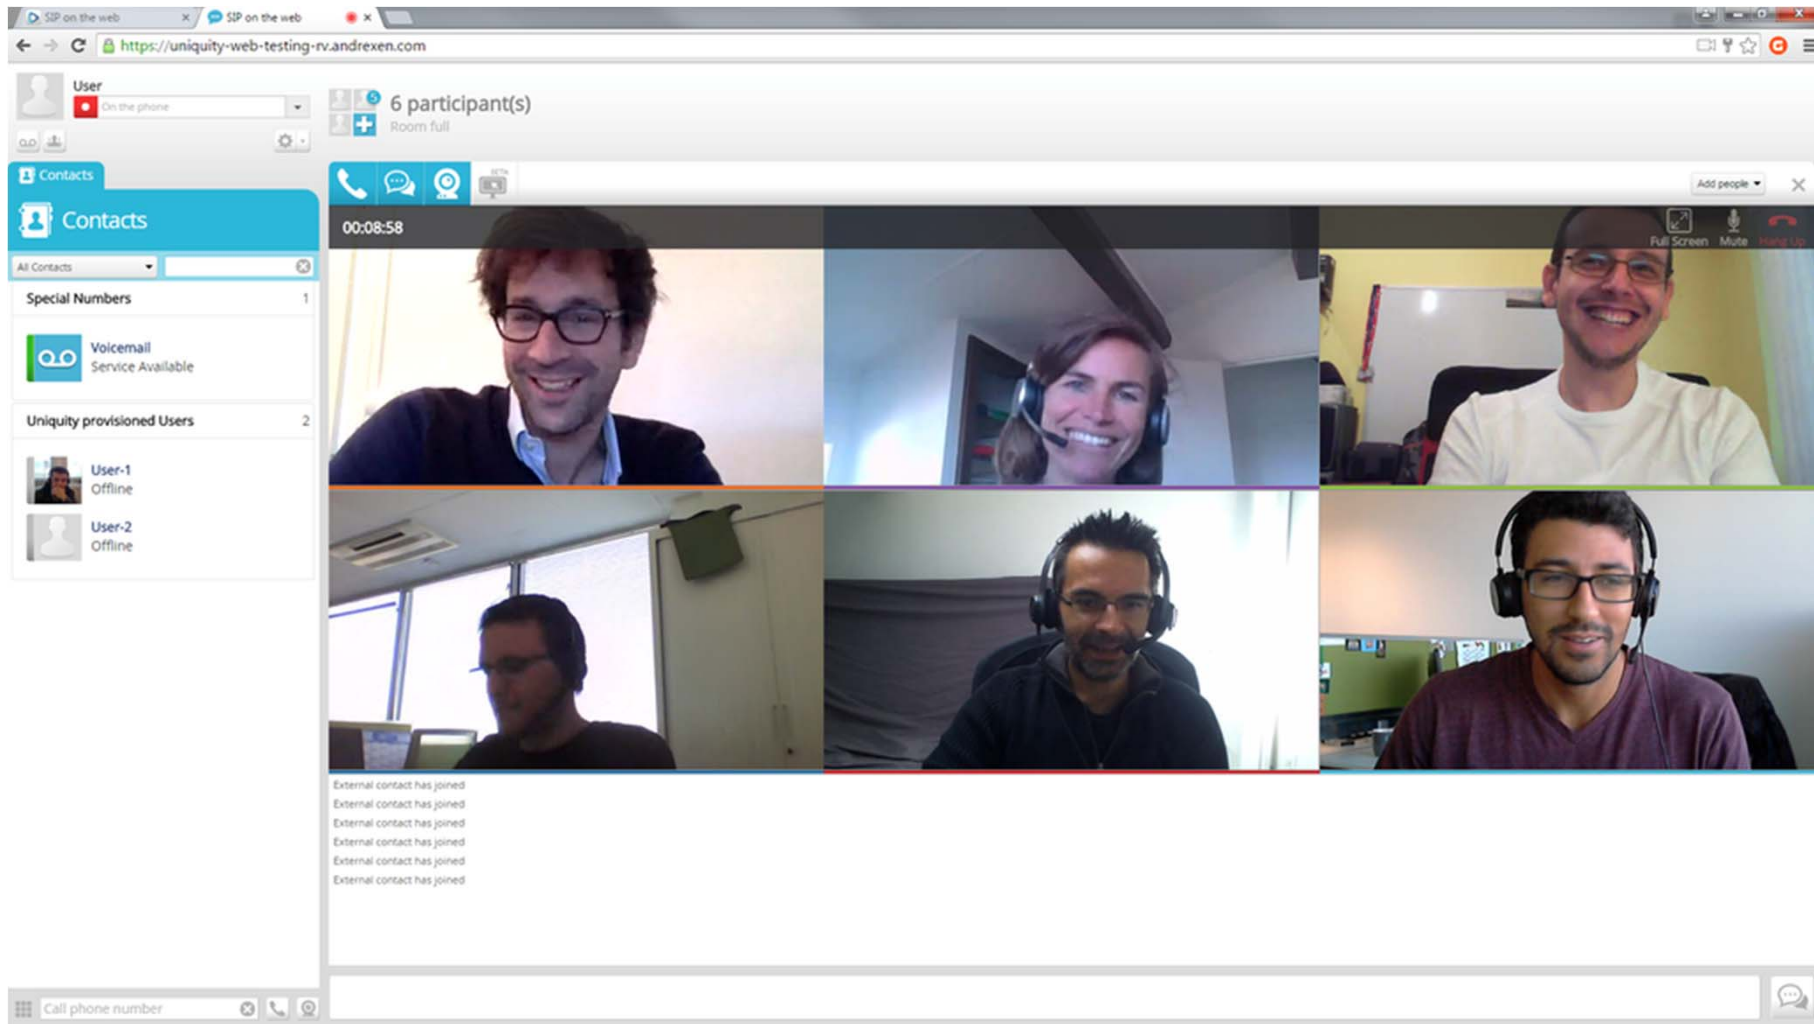 SIP on the web
SIP on the web
https://uniquity-web-testing-rv.andrexen.com
User
On the phone
5
6 participant(s)
Room full
Contacts
BETA
Add people
Contacts
00:08:58
Full Screen
Mute
Hang Up
All Contacts
Special Numbers
1
Voicemail
Service Available
Uniquity provisioned Users
2
User-1
Offline
User-2
Offline
External contact has joined
External contact has joined
External contact has joined
External contact has joined
External contact has joined
External contact has joined
Call phone number